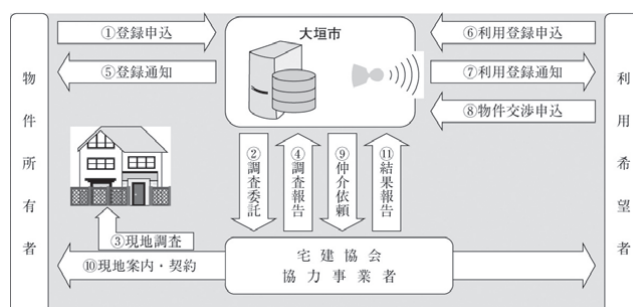 物件所有者
①登録申込
⑤登録通知
大垣市
⑥利用登録申込
⑦利用登録通知
⑧物件交渉申込
利用希望者
②調査委託
④調査報告
⑨仲介依頼
⑪結果報告
③現地調査
⑩現地案内・契約
宅建協会
協力事業者